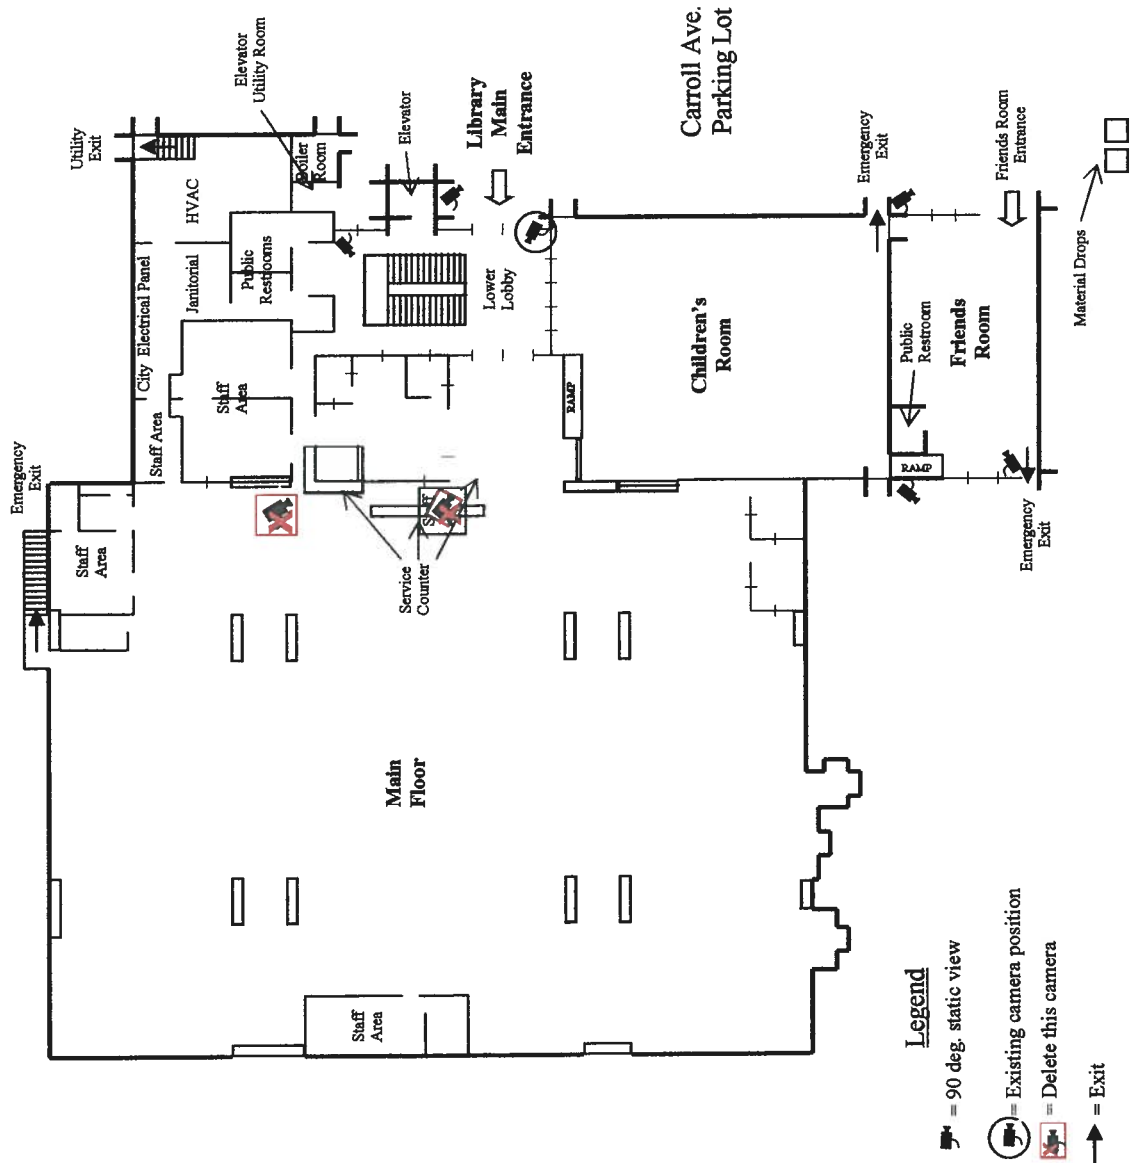 Utility
Exit
Elevator
Utility Room
Boiler
Room
HVAC
Elevator
Library
Main
Entrance
Carroll Ave.
Parking Lot
Emergency
Exit
Friends Room
Entrance
Material Drops
City Electrical Panel
Janitorial
Public
Restrooms
Lower
Lobby
Children's
Room
Public
Restroom
Friends
Room
Staff Area
Staff
Area
RAMP
RAMP
Emergency
Exit
Staff
Area
Staff
Service
Counter
Emergency
Exit
Main
Floor
Staff
Area
Legend
= 90 deg. static view
= Existing camera position
= Delete this camera
= Exit